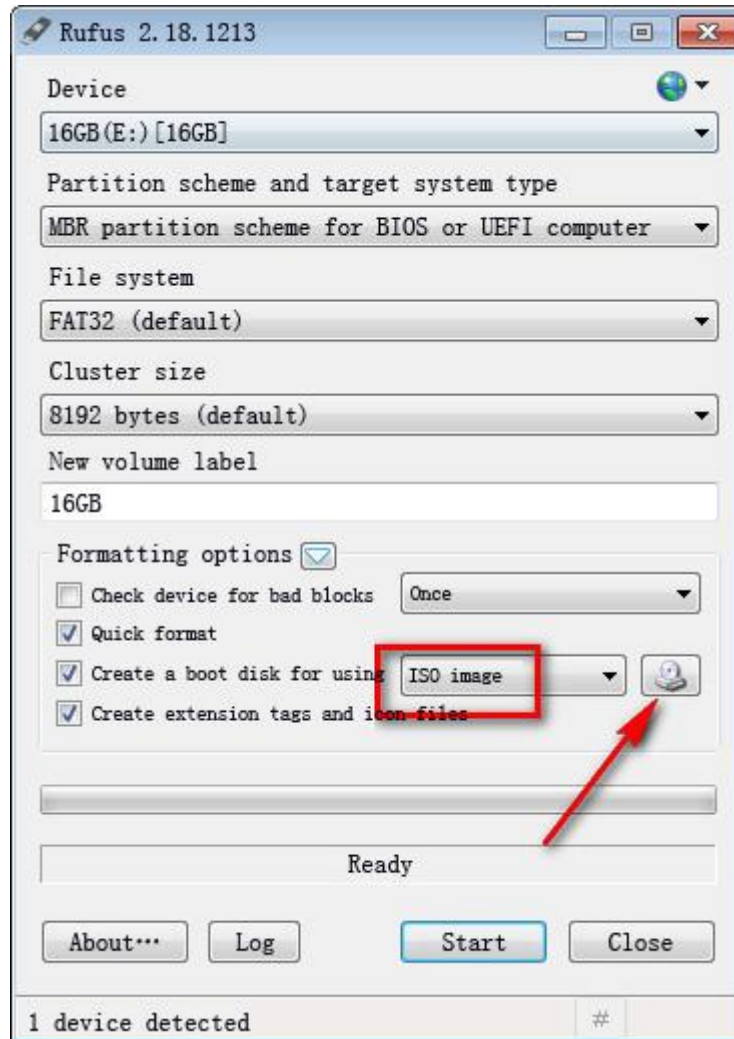 Rufus 2.18.1213
Device
16GB(E:)[16GB]
Partition scheme and target system type
MBR partition scheme for BIOS or UEFI computer
File system
FAT32 (default)
Cluster size
8192 bytes (default)
New volume label
16GB
Formatting options
Check device for bad blocks Once
Quick format
Create a boot disk for using ISO image
Create extension tags and icon files
Ready
About… Log Start Close
1 device detected #